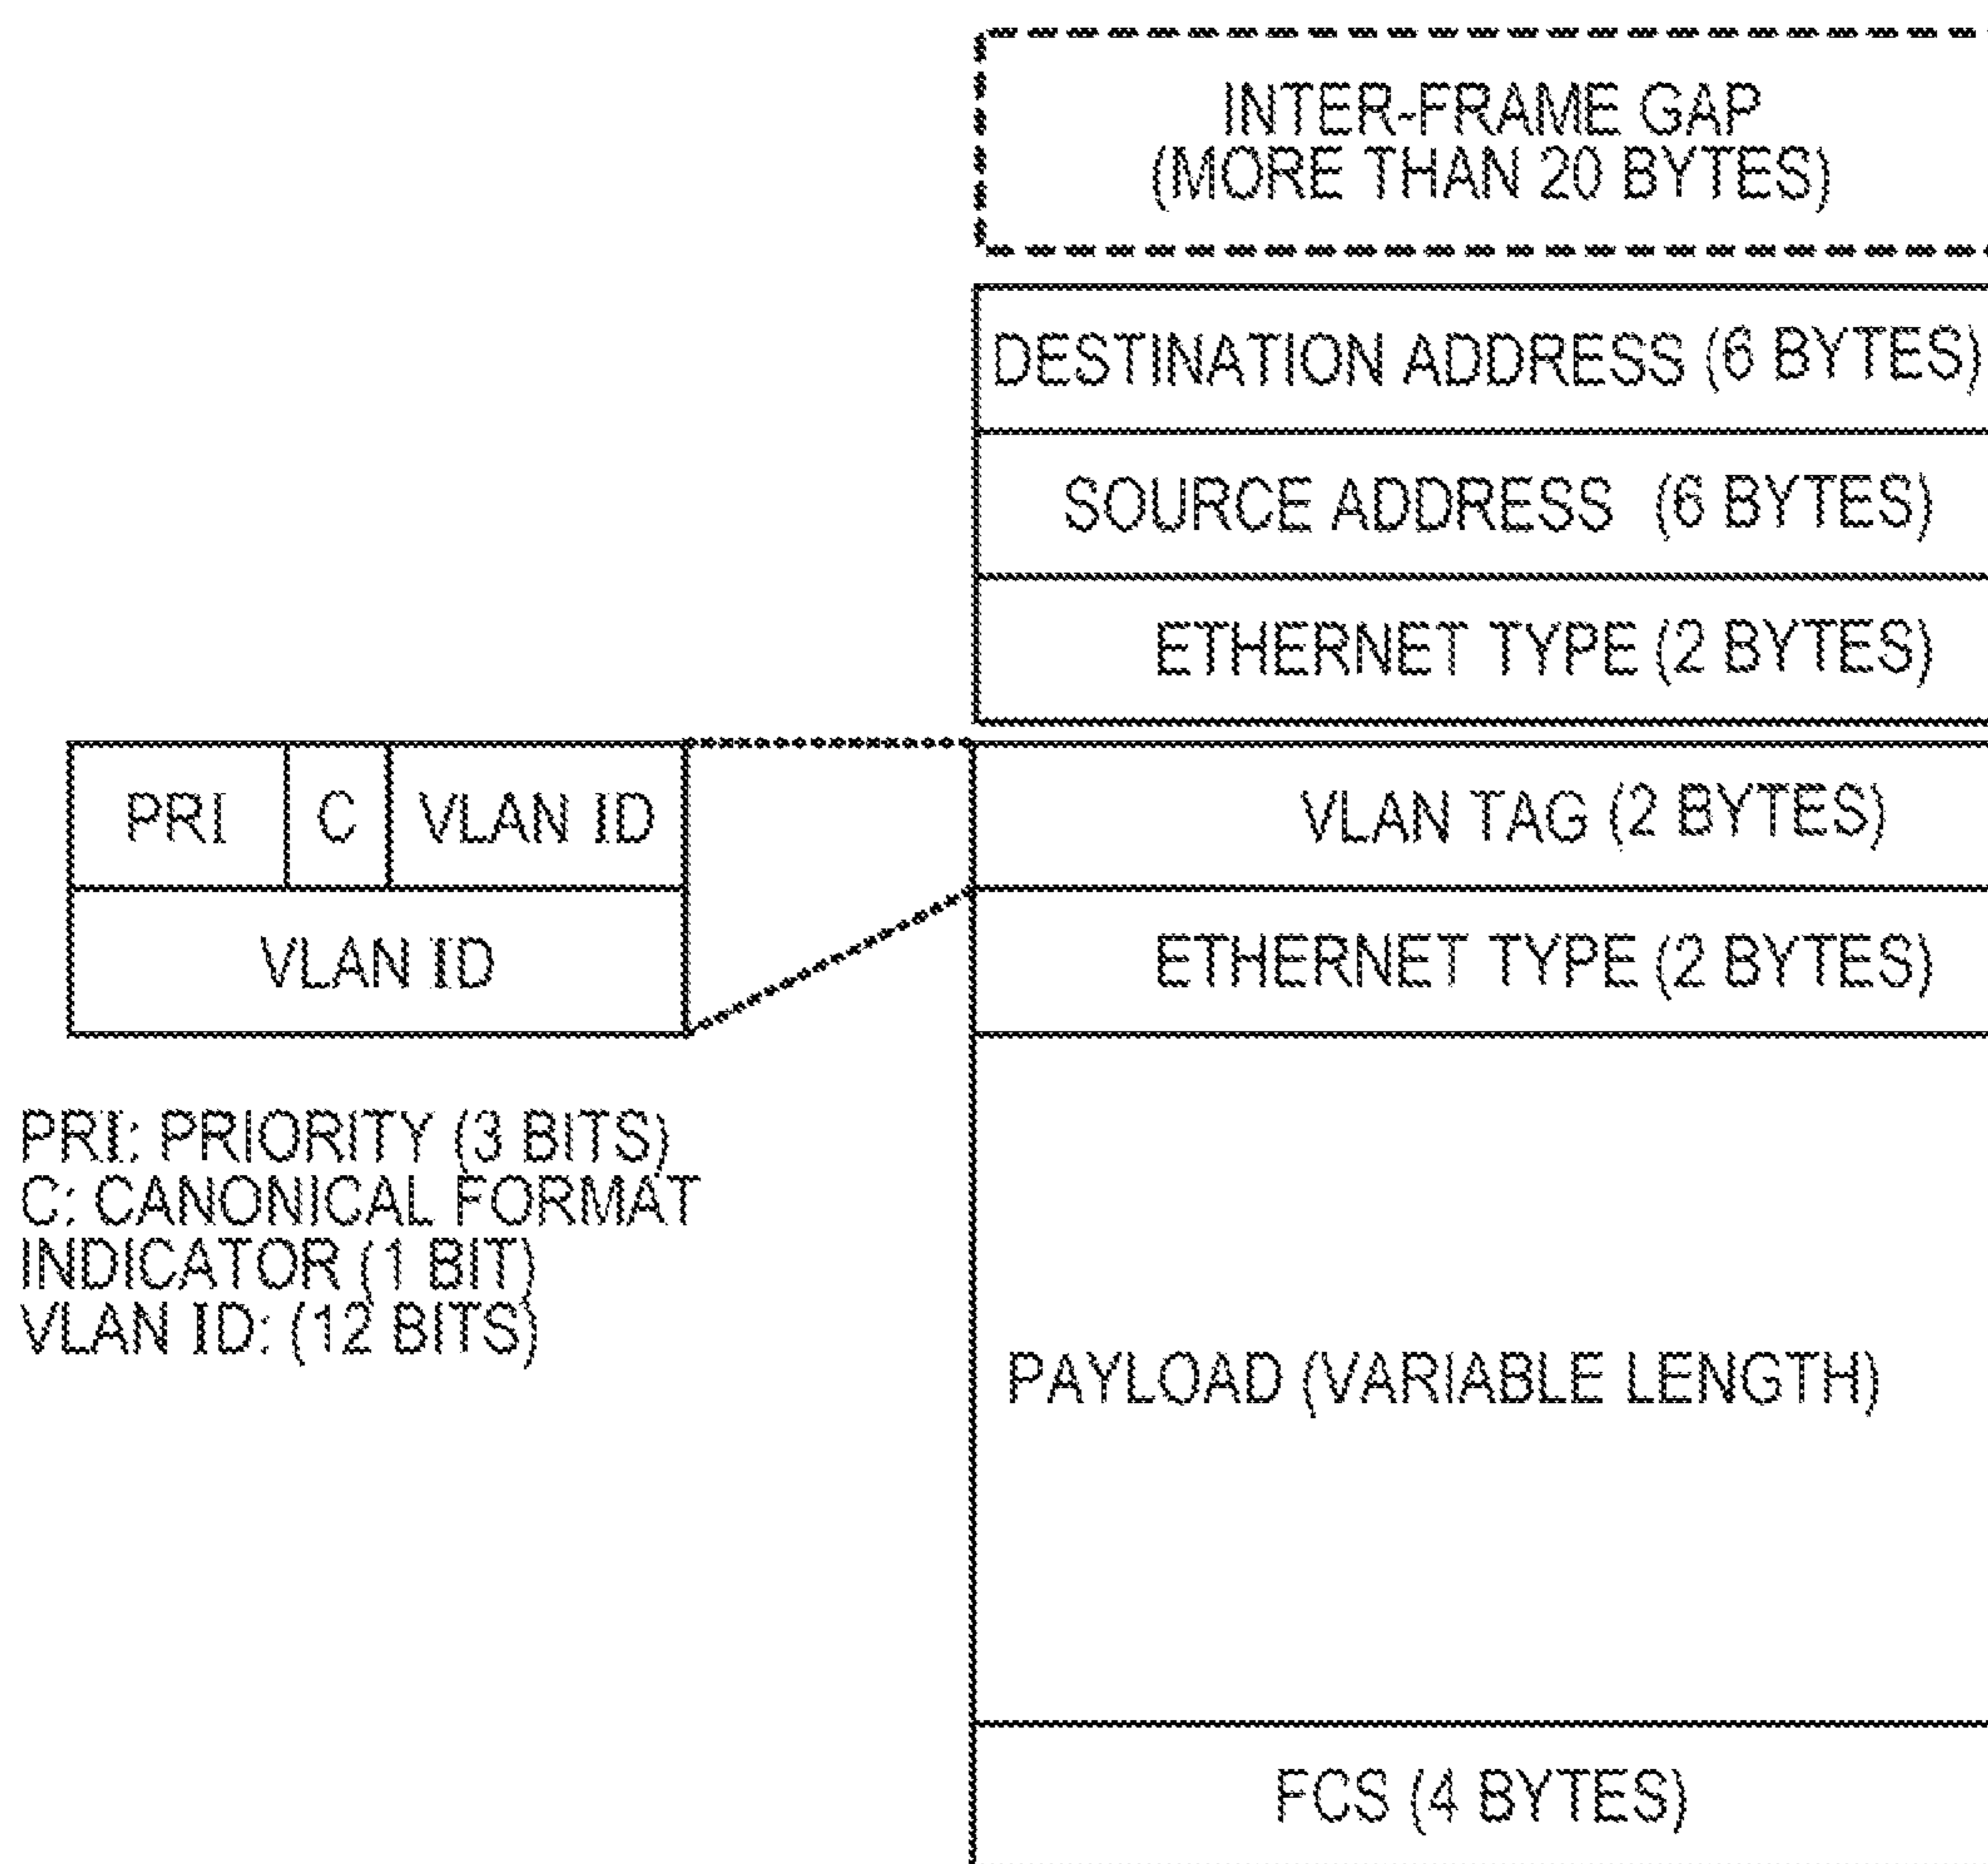 INTER-FRAME GAP
(MORE THAN 20 BYTES)
DESTINATION ADDRESS (6 BYTES)
SOURCE ADDRESS (6 BYTES)
ETHERNET TYPE (2 BYTES)
PRI C VLAN ID
VLAN ID
VLAN TAG (2 BYTES)
ETHERNET TYPE (2 BYTES)
PRI: PRIORITY (3 BITS)
C: CANONICAL FORMAT
INDICATOR (1 BIT)
VLAN ID: (12 BITS)
PAYLOAD (VARIABLE LENGTH)
FCS (4 BYTES)